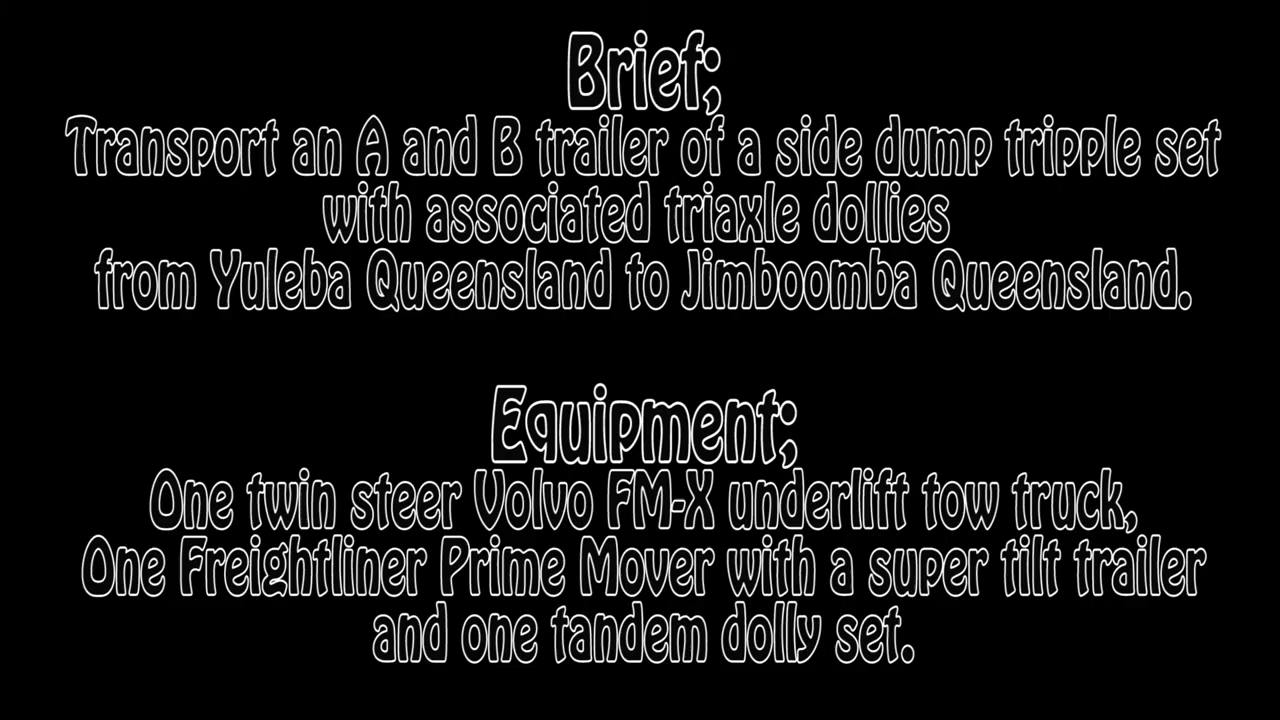 Brief;
Transport an A and B trailer of a side dump tripple set
with associated triaxle dollies
from Yuleba Queensland to Jimboomba Queensland.
Equipment;
One twin steer Volvo FM-X underlift tow truck,
One Freightliner Prime Mover with a super tilt trailer
and one tandem dolly set.